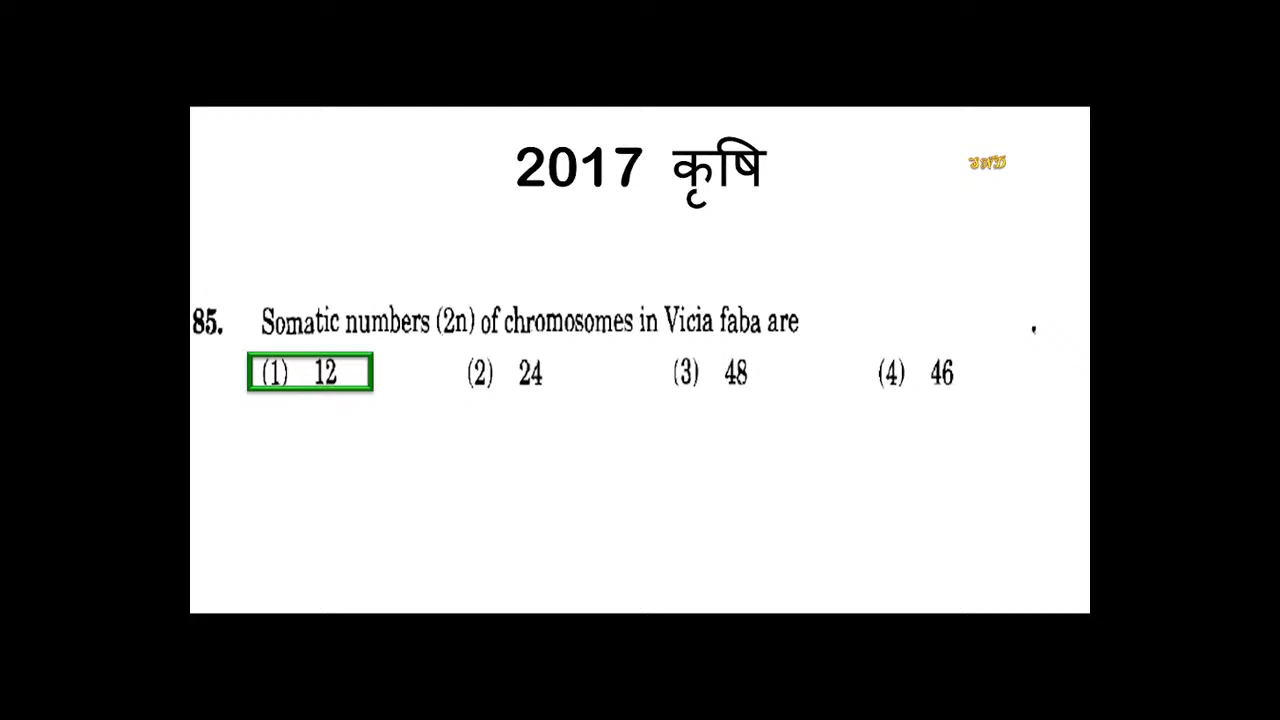 2017 कृषि
85. Somatic numbers (2n) of chromosomes in Vicia faba are
(1) 12 (2) 24 (3) 48 (4) 46